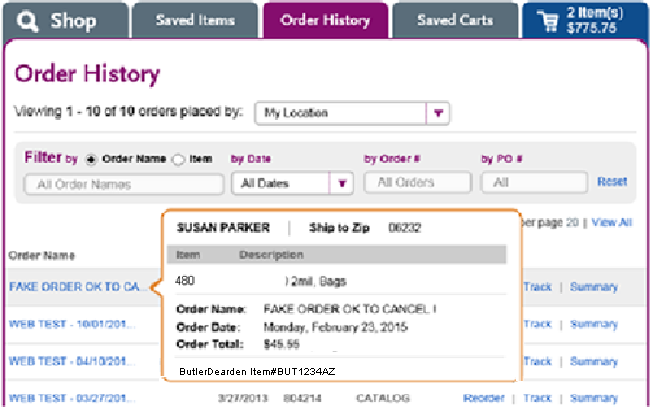 Shop
Saved Items
Order History
Saved Carts
2 Item(s)
$775.75
Order History
Viewing 1 - 10 of 10 orders placed by: My Location
Filter by Order Name Item by Date by Order # by PO #
All Order Names All Dates All Orders All Reset
SUSAN PARKER | Ship to Zip 06232
per page 20 | View All
Order Name
Item Description
480 2mil, Bags
FAKE ORDER OK TO CA... Track | Summary
Order Name: FAKE ORDER OK TO CANCEL !
Order Date: Monday, February 23, 2015
WEB TEST - 10/01/201... Track | Summary
Order Total: $45.55
WEB TEST - 04/10/201... Track | Summary
ButlerDearden Item#BUT1234AZ
WEB TEST - 03/27/201... 3/27/2013 804214 CATALOG Reorder | Track | Summary